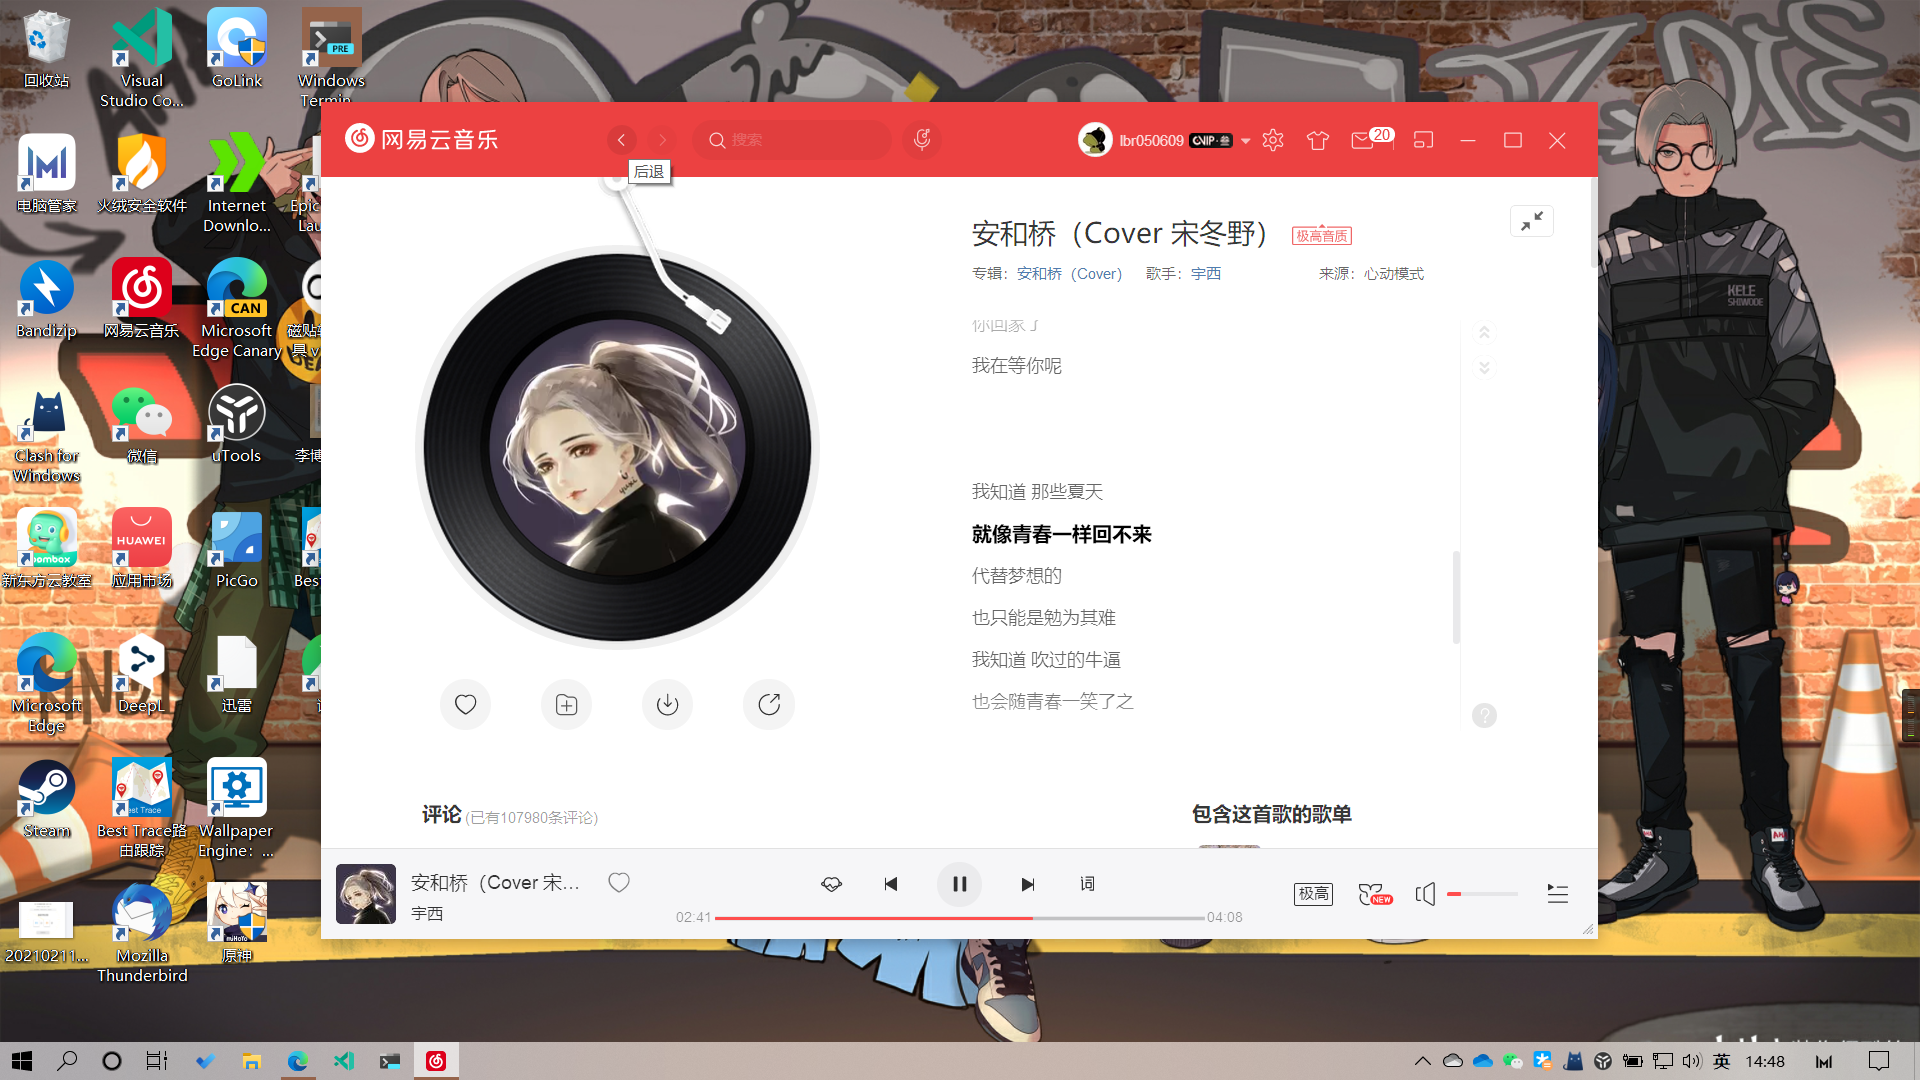 回收站
Visual
Studio Co...
GoLink
PRE
Windows
Termin
电脑管家
火绒安全软件
Internet
Downlo...
Epic
Lau
Bandizip
网易云音乐
CAN
Microsoft
Edge Canary
Clash for
Windows
微信
uTools
李博
新东方云教室
HUAWEI
应用市场
PicGo
Best
Microsoft
Edge
DeepL
迅雷
Steam
Best Trace路
由跟踪
Wallpaper
Engine：...
20210211...
Mozilla
Thunderbird
miHoYo
原神
网易云音乐
搜索
lbr050609
20
后退
安和桥（Cover 宋冬野）
极高音质
专辑：安和桥（Cover）
歌手：宇西
来源：心动模式
你回家了
我在等你呢
我知道 那些夏天
就像青春一样回不来
代替梦想的
也只能是勉为其难
我知道 吹过的牛逼
也会随青春一笑了之
评论 (已有107980条评论)
包含这首歌的歌单
安和桥（Cover 宋...
宇西
词
02:41
04:08
极高
NEW
KELE
SHIWODE
英
14:48